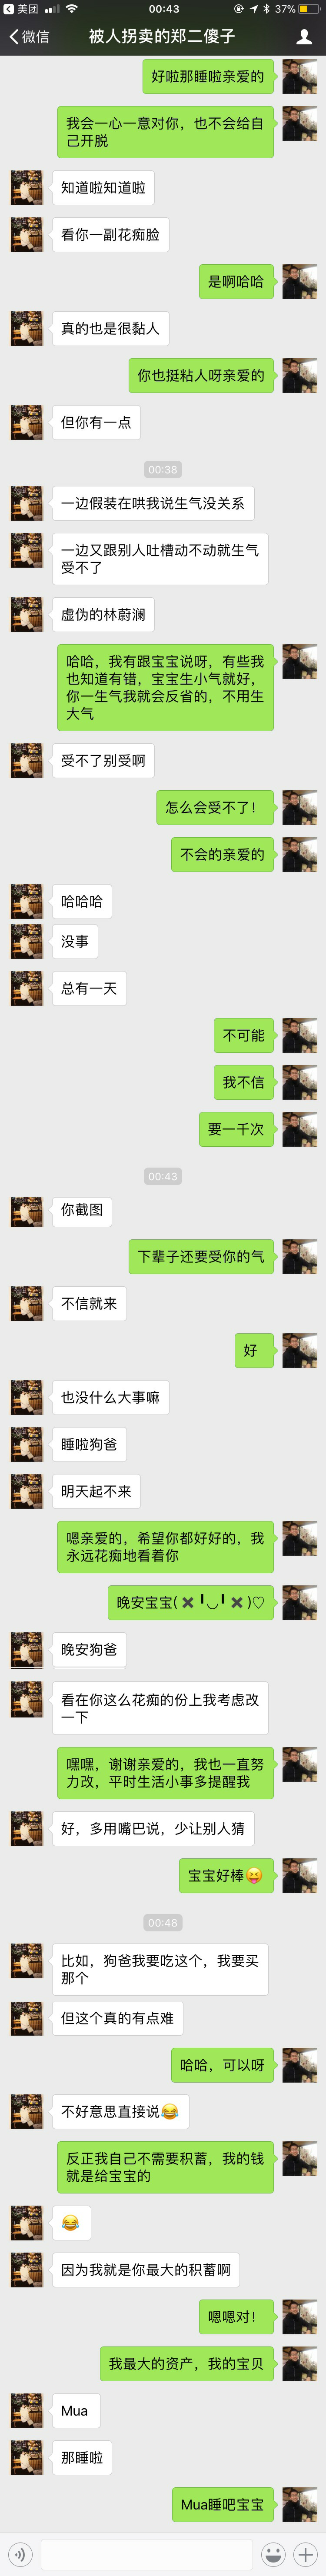 美团
00:43
37%
微信
被人拐卖的郑二傻子
好啦那睡啦亲爱的
我会一心一意对你，也不会给自
己开脱
知道啦知道啦
看你一副花痴脸
是啊哈哈
真的也是很黏人
你也挺粘人呀亲爱的
但你有一点
00:38
一边假装在哄我说生气没关系
一边又跟别人吐槽动不动就生气
受不了
虚伪的林蔚澜
哈哈，我有跟宝宝说呀，有些我
也知道有错，宝宝生小气就好，
你一生气我就会反省的，不用生
大气
受不了别受啊
怎么会受不了！
不会的亲爱的
哈哈哈
没事
总有一天
不可能
我不信
要一千次
00:43
你截图
下辈子还要受你的气
不信就来
好
也没什么大事嘛
睡啦狗爸
明天起不来
嗯亲爱的，希望你都好好的，我
永远花痴地看着你
晚安宝宝(✖╹◡╹✖)♡
晚安狗爸
看在你这么花痴的份上我考虑改
一下
嘿嘿，谢谢亲爱的，我也一直努
力改，平时生活小事多提醒我
好，多用嘴巴说，少让别人猜
宝宝好棒😝
00:48
比如，狗爸我要吃这个，我要买
那个
但这个真的有点难
哈哈，可以呀
不好意思直接说😂
反正我自己不需要积蓄，我的钱
就是给宝宝的
😂
因为我就是你最大的积蓄啊
嗯嗯对！
我最大的资产，我的宝贝
Mua
那睡啦
Mua睡吧宝宝